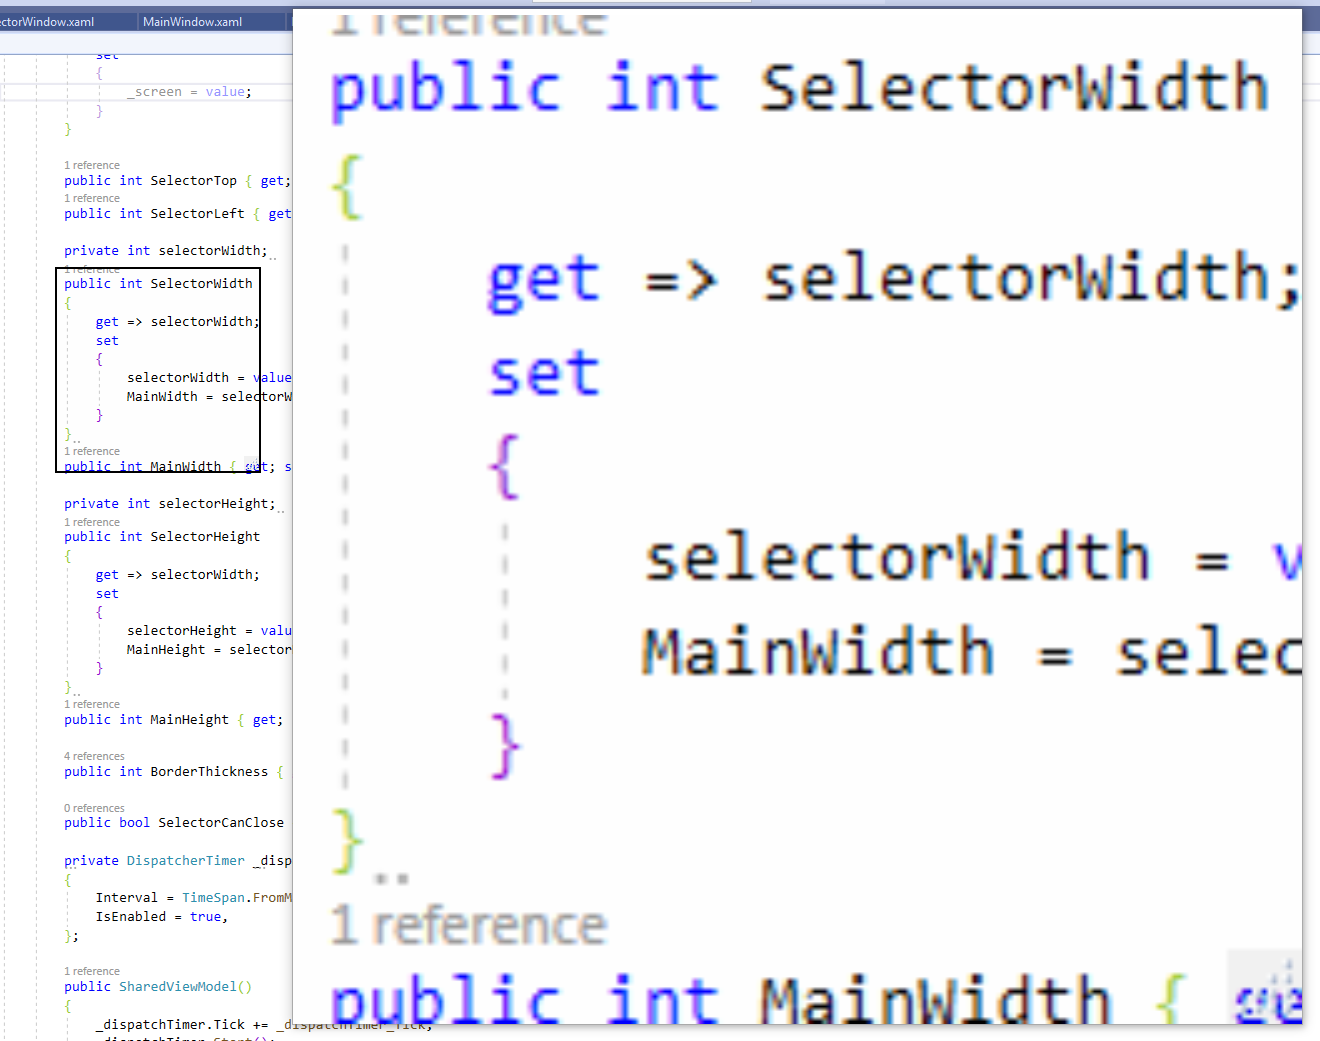 ectorWindow.xaml
MainWindow.xaml
set
{
_screen = value;
}
}
1 reference
public int SelectorTop { get;
1 reference
public int SelectorLeft { get
private int selectorWidth;
1 reference
public int SelectorWidth
{
get => selectorWidth;
set
{
selectorWidth = value
MainWidth = selectorW
}
}
1 reference
public int MainWidth { get; s
private int selectorHeight;
1 reference
public int SelectorHeight
{
get => selectorWidth;
set
{
selectorHeight = valu
MainHeight = selector
}
}
1 reference
public int MainHeight { get;
4 references
public int BorderThickness {
0 references
public bool SelectorCanClose
private DispatcherTimer _disp
{
Interval = TimeSpan.FromM
IsEnabled = true,
};
1 reference
public SharedViewModel()
{
_dispatchTimer.Tick += _dispatchTimer_Tick;
_dispatchTimer.Start();
1 reference
public int SelectorWidth
{
get => selectorWidth;
set
{
selectorWidth = v
MainWidth = selec
}
}
1 reference
public int MainWidth {